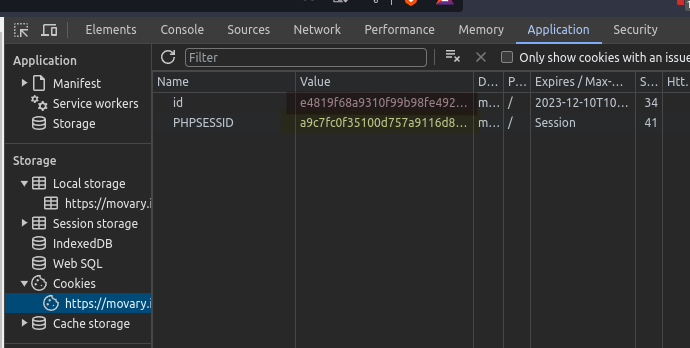 Elements Console Sources Network Performance Memory Application Security
Application
Manifest
Service workers
Storage
Storage
Local storage
https://movary.i
Session storage
IndexedDB
Web SQL
Cookies
https://movary.i
Cache storage
Filter
Only show cookies with an issue
Name Value D... P... Expires / Max-... S... Htt.
id e4819f68a9310f99b98fe492... m... / 2023-12-10T10... 34
PHPSESSID a9c7fc0f35100d757a9116d8... m... / Session 41